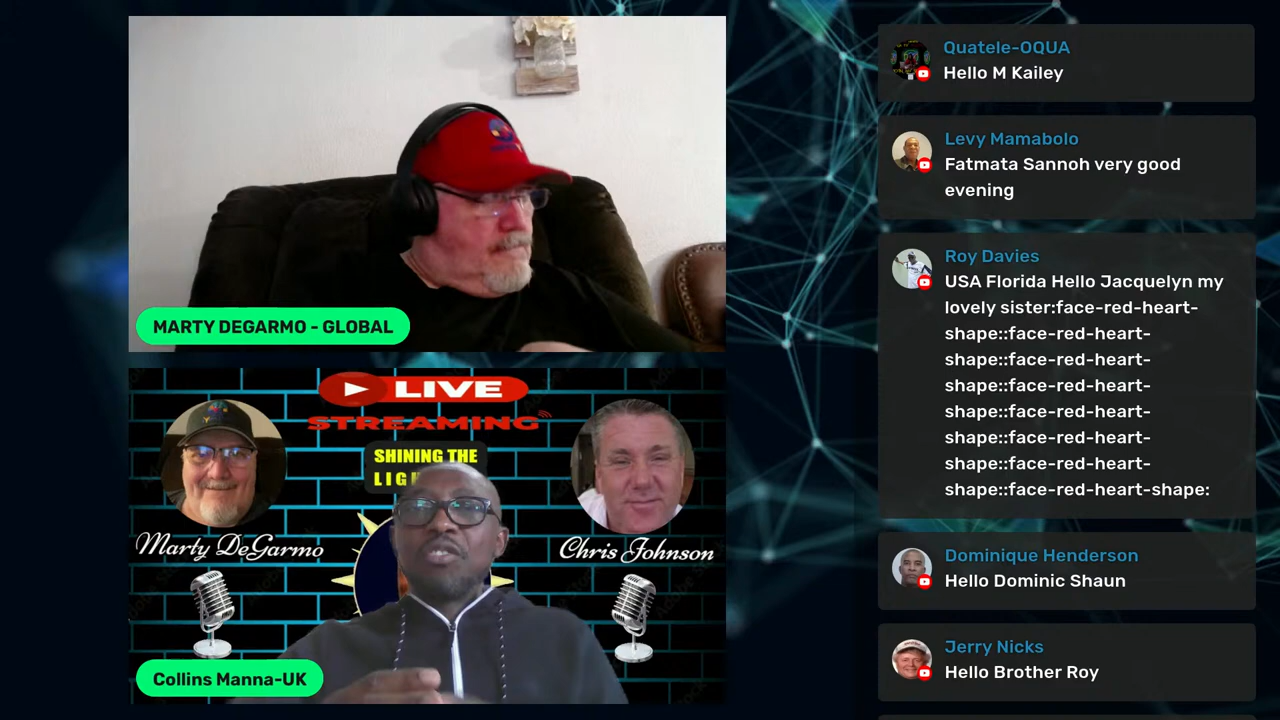 MARTY DEGARMO - GLOBAL
LIVE
STREAMING
SHINING THE
Marty DeGarmo
Chris Johnson
Collins Manna-UK
Quatele-OQUA
Hello M Kailey
Levy Mamabolo
Fatmata Sannoh very good
evening
Roy Davies
USA Florida Hello Jacquelyn my
lovely sister:face-red-heart-
shape::face-red-heart-
shape::face-red-heart-
shape::face-red-heart-
shape::face-red-heart-
shape::face-red-heart-
shape::face-red-heart-
shape::face-red-heart-shape:
Dominique Henderson
Hello Dominic Shaun
Jerry Nicks
Hello Brother Roy